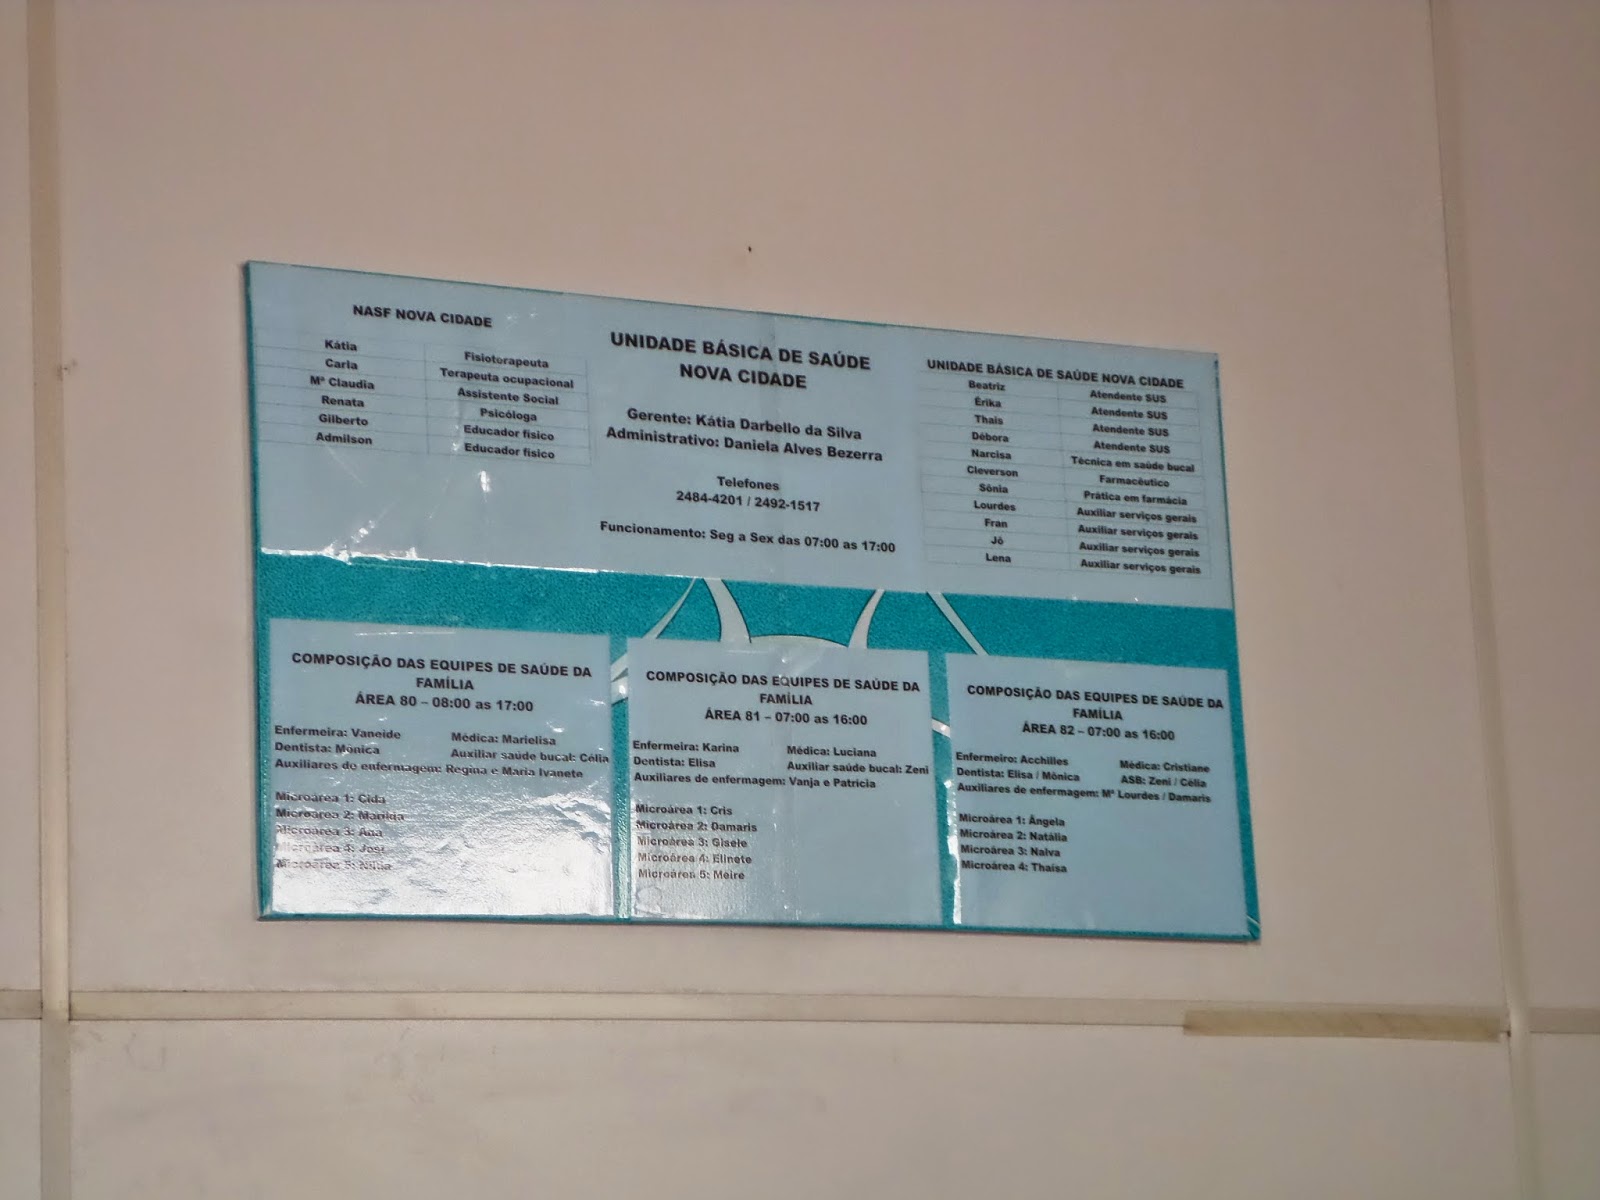 NASF NOVA CIDADE
Kátia Fisioterapeuta
Carla Terapeuta ocupacional
Mª Claudia Assistente Social
Renata Psicóloga
Gilberto Educador físico
Admilson Educador físico
UNIDADE BÁSICA DE SAÚDE
NOVA CIDADE
Gerente: Kátia Darbello da Silva
Administrativo: Daniela Alves Bezerra
Telefones
2484-4201 / 2492-1517
Funcionamento: Seg a Sex das 07:00 as 17:00
UNIDADE BÁSICA DE SAÚDE NOVA CIDADE
Beatriz Atendente SUS
Érika Atendente SUS
Thais Atendente SUS
Débora Atendente SUS
Narcisa Técnica em saúde bucal
Cleverson Farmacêutico
Sônia Prática em farmácia
Lourdes Auxiliar serviços gerais
Fran Auxiliar serviços gerais
Jô Auxiliar serviços gerais
Lena Auxiliar serviços gerais
COMPOSIÇÃO DAS EQUIPES DE SAÚDE DA
FAMÍLIA
ÁREA 80 – 08:00 as 17:00
Enfermeira: Vaneide Médica: Marielisa
Dentista: Mônica Auxiliar saúde bucal: Célia
Auxiliares de enfermagem: Regina e Maria Ivanete
Microárea 1: Cida
Microárea 2: Marilda
Microárea 3: Ana
Microárea 4: José
Microárea 5:
COMPOSIÇÃO DAS EQUIPES DE SAÚDE DA
FAMÍLIA
ÁREA 81 – 07:00 as 16:00
Enfermeira: Karina Médica: Luciana
Dentista: Elisa Auxiliar saúde bucal: Zeni
Auxiliares de enfermagem: Vanja e Patrícia
Microárea 1: Cris
Microárea 2: Damaris
Microárea 3: Gisele
Microárea 4: Elinete
Microárea 5: Meire
COMPOSIÇÃO DAS EQUIPES DE SAÚDE DA
FAMÍLIA
ÁREA 82 – 07:00 as 16:00
Enfermeiro: Acchilles Médica: Cristiane
Dentista: Elisa / Mônica ASB: Zeni / Célia
Auxiliares de enfermagem: Mª Lourdes / Damaris
Microárea 1: Ângela
Microárea 2: Natália
Microárea 3: Nalva
Microárea 4: Thaísa